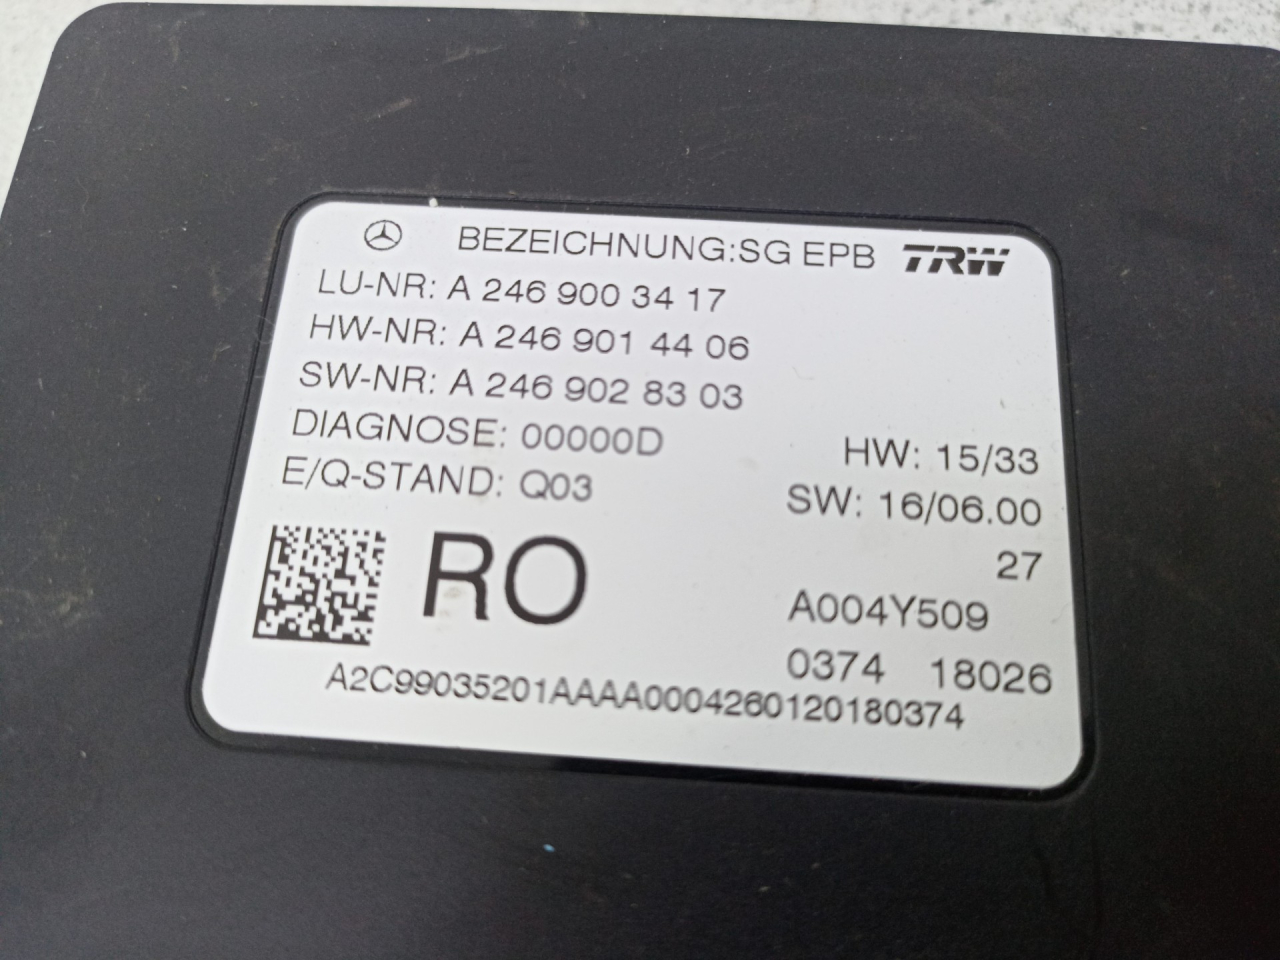 BEZEICHNUNG:SG EPB TRW
LU-NR: A 246 900 34 17
HW-NR: A 246 901 44 06
SW-NR: A 246 902 83 03
DIAGNOSE: 00000D HW: 15/33
E/Q-STAND: Q03 SW: 16/06.00
27
RO A004Y509
0374 18026
A2C99035201AAAA0004260120180374